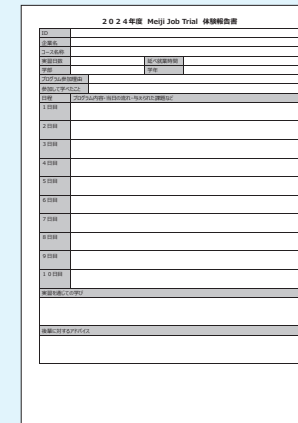 2024年度 Meiji Job Trial 体験報告書
ID
企業名
コース名称
実習日数 延べ就業時間
学部 学年
プログラム参加理由
参加して学べたこと
日程 プログラム内容・当日の流れ・与えられた課題など
1日目
2日目
3日目
4日目
5日目
6日目
7日目
8日目
9日目
10日目
実習を通じての学び
後輩に対するアドバイス